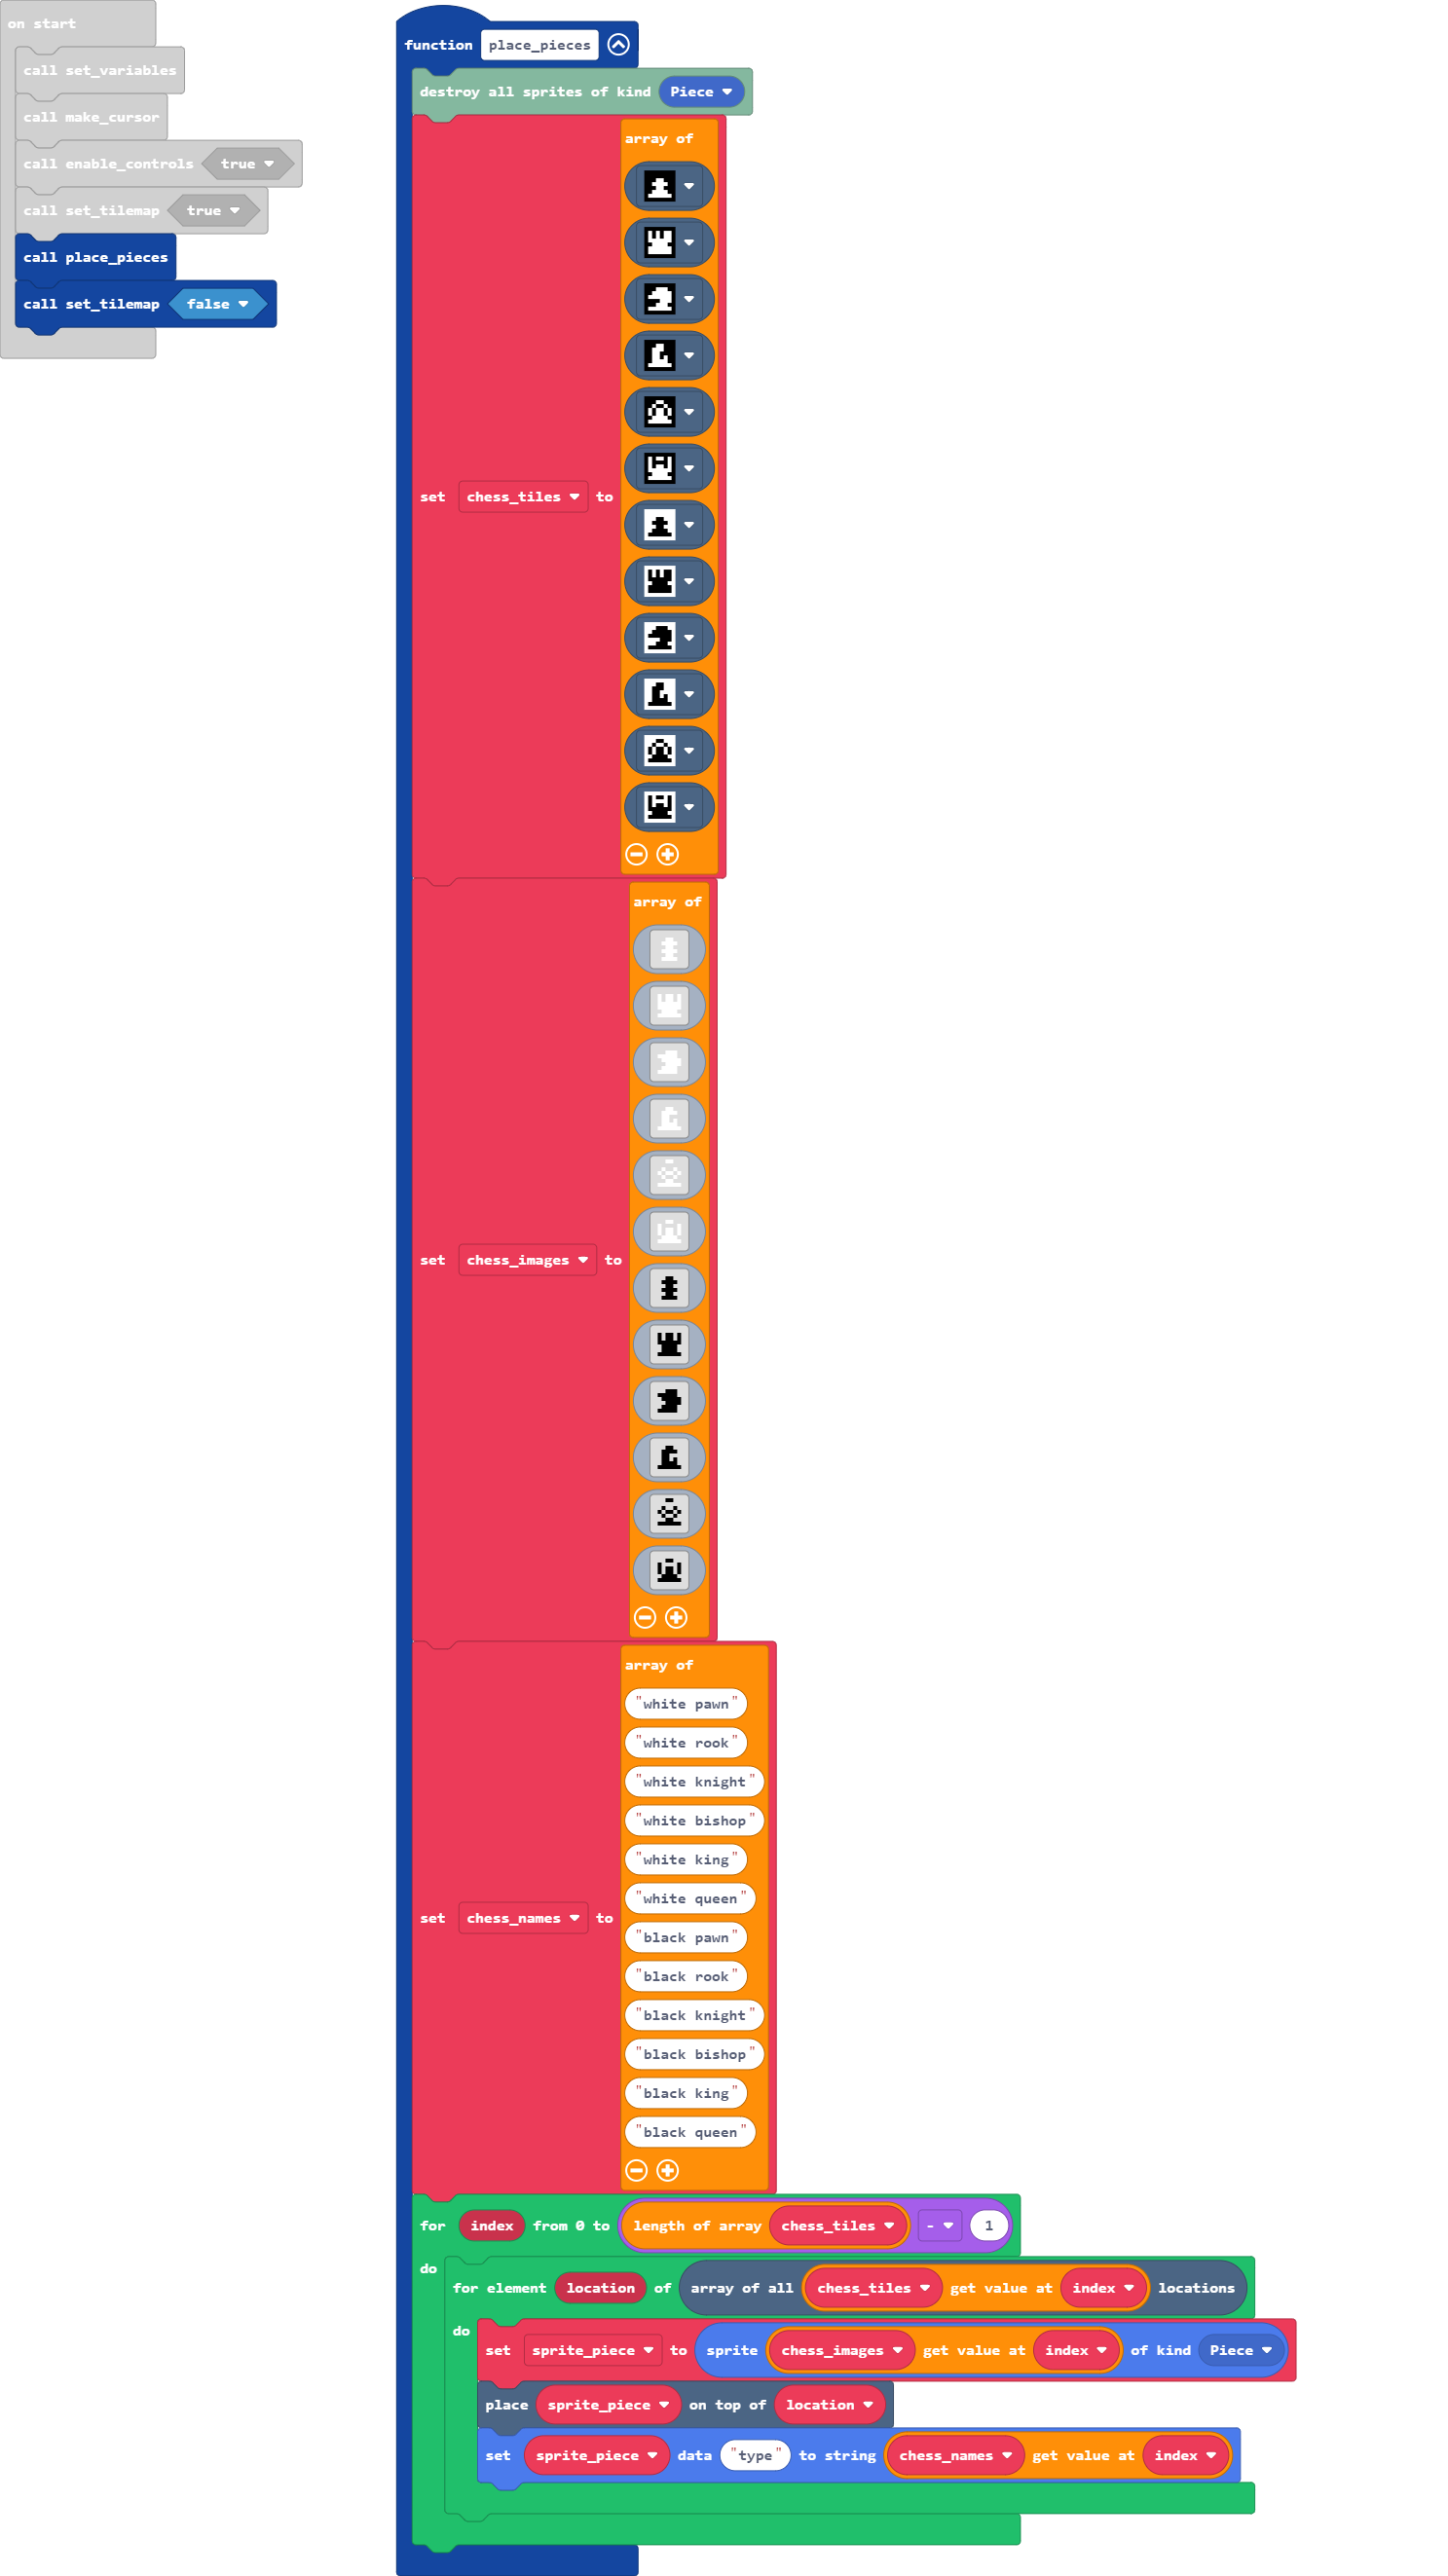 on start
call set_variables
call make_cursor
call enable_controls true
call set_tilemap true
call place_pieces
call set_tilemap false
function place_pieces
destroy all sprites of kind Piece
set chess_tiles to array of
set chess_images to array of
set chess_names to array of
"white pawn"
"white rook"
"white knight"
"white bishop"
"white king"
"white queen"
"black pawn"
"black rook"
"black knight"
"black bishop"
"black king"
"black queen"
for index from 0 to length of array chess_tiles - 1
do
for element location of array of all chess_tiles get value at index locations
do
set sprite_piece to sprite chess_images get value at index of kind Piece
place sprite_piece on top of location
set sprite_piece data "type" to string chess_names get value at index